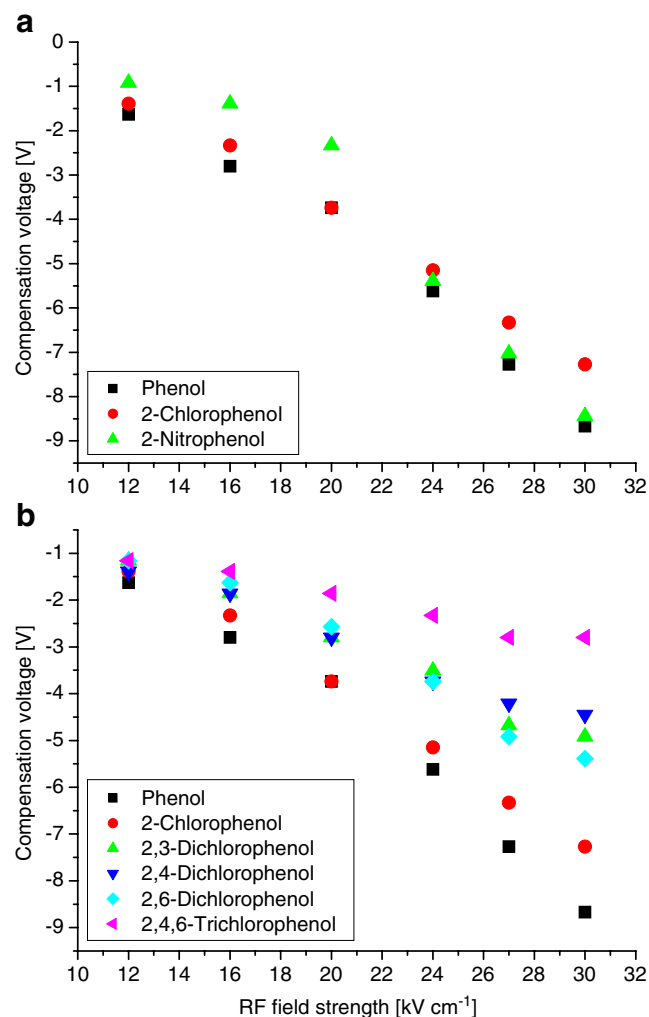 a
0
-1
-2
-3
-4
-5
-6
-7
-8
-9
Compensation voltage [V]
Phenol
2-Chlorophenol
2-Nitrophenol
10 12 14 16 18 20 22 24 26 28 30 32
b
-1
-2
-3
-4
-5
-6
-7
-8
-9
Compensation voltage [V]
Phenol
2-Chlorophenol
2,3-Dichlorophenol
2,4-Dichlorophenol
2,6-Dichlorophenol
2,4,6-Trichlorophenol
10 12 14 16 18 20 22 24 26 28 30 32
RF field strength [kV cm⁻¹]